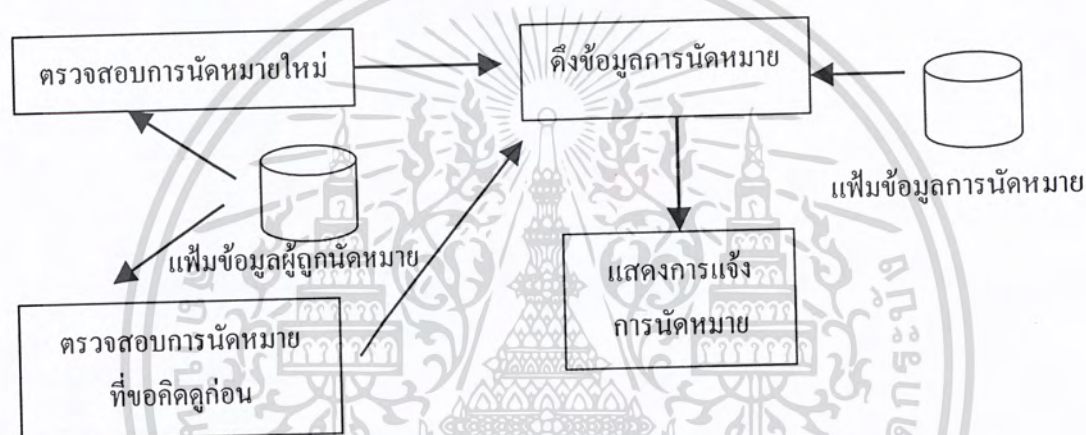 ตรวจสอบการนัดหมายใหม่
ดึงข้อมูลการนัดหมาย
แฟ้มข้อมูลการนัดหมาย
แฟ้มข้อมูลผู้ถูกนัดหมาย
แสดงการแจ้ง
การนัดหมาย
ตรวจสอบการนัดหมาย
ที่ขอคิดดูก่อน